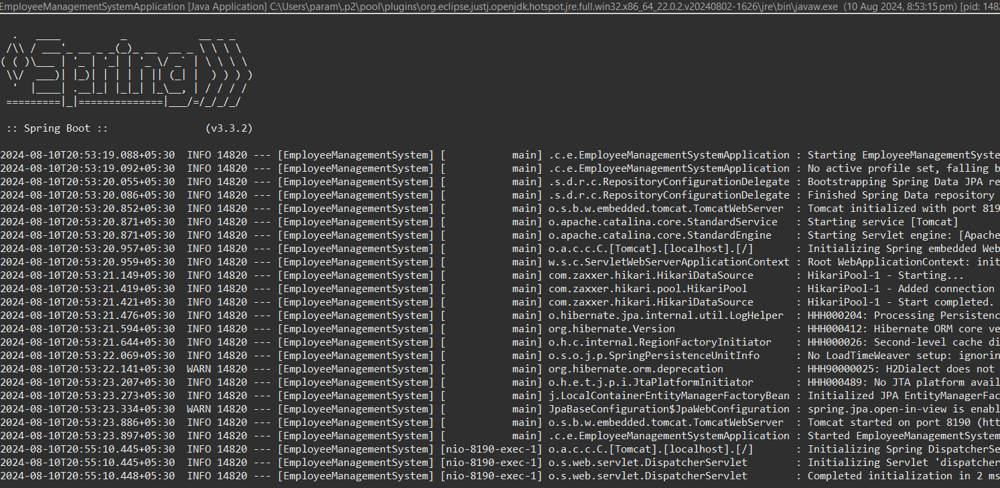 EmployeeManagementSystemApplication [Java Application] C:\Users\param\.p2\pool\plugins\org.eclipse.justj.openjdk.hotspot.jre.full.win32.x86_64_22.0.2.v20240802-1626\jre\bin\javaw.exe (10 Aug 2024, 8:53:15 pm) [pid: 1482
  .   ____          _            __ _ _
 /\\ / ___'_ __ _ _(_)_ __  __ _ \ \ \ \
( ( )\___ | '_ | '_| | '_ \/ _` | \ \ \ \
 \\/  ___)| |_)| | | | | || (_| |  ) ) ) )
  '  |____| .__|_| |_|_| |_\__, | / / / /
 =========|_|==============|___/=/_/_/_/
 :: Spring Boot ::                (v3.3.2)
2024-08-10T20:53:19.088+05:30  INFO 14820 --- [EmployeeManagementSystem] [           main] .c.e.EmployeeManagementSystemApplication : Starting EmployeeManagementSyste
2024-08-10T20:53:19.092+05:30  INFO 14820 --- [EmployeeManagementSystem] [           main] .c.e.EmployeeManagementSystemApplication : No active profile set, falling b
2024-08-10T20:53:20.055+05:30  INFO 14820 --- [EmployeeManagementSystem] [           main] .s.d.r.c.RepositoryConfigurationDelegate : Bootstrapping Spring Data JPA re
2024-08-10T20:53:20.086+05:30  INFO 14820 --- [EmployeeManagementSystem] [           main] .s.d.r.c.RepositoryConfigurationDelegate : Finished Spring Data repository
2024-08-10T20:53:20.852+05:30  INFO 14820 --- [EmployeeManagementSystem] [           main] o.s.b.w.embedded.tomcat.TomcatWebServer  : Tomcat initialized with port 819
2024-08-10T20:53:20.871+05:30  INFO 14820 --- [EmployeeManagementSystem] [           main] o.apache.catalina.core.StandardService   : Starting service [Tomcat]
2024-08-10T20:53:20.871+05:30  INFO 14820 --- [EmployeeManagementSystem] [           main] o.apache.catalina.core.StandardEngine    : Starting Servlet engine: [Apache
2024-08-10T20:53:20.957+05:30  INFO 14820 --- [EmployeeManagementSystem] [           main] o.a.c.c.C.[Tomcat].[localhost].[/]       : Initializing Spring embedded Web
2024-08-10T20:53:20.959+05:30  INFO 14820 --- [EmployeeManagementSystem] [           main] w.s.c.ServletWebServerApplicationContext : Root WebApplicationContext: init
2024-08-10T20:53:21.149+05:30  INFO 14820 --- [EmployeeManagementSystem] [           main] com.zaxxer.hikari.HikariDataSource       : HikariPool-1 - Starting...
2024-08-10T20:53:21.419+05:30  INFO 14820 --- [EmployeeManagementSystem] [           main] com.zaxxer.hikari.pool.HikariPool        : HikariPool-1 - Added connection
2024-08-10T20:53:21.421+05:30  INFO 14820 --- [EmployeeManagementSystem] [           main] com.zaxxer.hikari.HikariDataSource       : HikariPool-1 - Start completed.
2024-08-10T20:53:21.476+05:30  INFO 14820 --- [EmployeeManagementSystem] [           main] o.hibernate.jpa.internal.util.LogHelper  : HHH000204: Processing Persistenc
2024-08-10T20:53:21.594+05:30  INFO 14820 --- [EmployeeManagementSystem] [           main] org.hibernate.Version                    : HHH000412: Hibernate ORM core ve
2024-08-10T20:53:21.644+05:30  INFO 14820 --- [EmployeeManagementSystem] [           main] o.h.c.internal.RegionFactoryInitiator    : HHH000026: Second-level cache di
2024-08-10T20:53:22.069+05:30  INFO 14820 --- [EmployeeManagementSystem] [           main] o.s.o.j.p.SpringPersistenceUnitInfo      : No LoadTimeWeaver setup: ignorin
2024-08-10T20:53:22.141+05:30  WARN 14820 --- [EmployeeManagementSystem] [           main] org.hibernate.orm.deprecation            : HHH90000025: H2Dialect does not
2024-08-10T20:53:23.207+05:30  INFO 14820 --- [EmployeeManagementSystem] [           main] o.h.e.t.j.p.i.JtaPlatformInitiator       : HHH000489: No JTA platform avail
2024-08-10T20:53:23.273+05:30  INFO 14820 --- [EmployeeManagementSystem] [           main] j.LocalContainerEntityManagerFactoryBean : Initialized JPA EntityManagerFac
2024-08-10T20:53:23.334+05:30  WARN 14820 --- [EmployeeManagementSystem] [           main] JpaBaseConfiguration$JpaWebConfiguration : spring.jpa.open-in-view is enabl
2024-08-10T20:53:23.886+05:30  INFO 14820 --- [EmployeeManagementSystem] [           main] o.s.b.w.embedded.tomcat.TomcatWebServer  : Tomcat started on port 8190 (htt
2024-08-10T20:53:23.897+05:30  INFO 14820 --- [EmployeeManagementSystem] [           main] .c.e.EmployeeManagementSystemApplication : Started EmployeeManagementSystem
2024-08-10T20:55:10.445+05:30  INFO 14820 --- [EmployeeManagementSystem] [nio-8190-exec-1] o.a.c.c.C.[Tomcat].[localhost].[/]       : Initializing Spring DispatcherSe
2024-08-10T20:55:10.445+05:30  INFO 14820 --- [EmployeeManagementSystem] [nio-8190-exec-1] o.s.web.servlet.DispatcherServlet        : Initializing Servlet 'dispatcher
2024-08-10T20:55:10.448+05:30  INFO 14820 --- [EmployeeManagementSystem] [nio-8190-exec-1] o.s.web.servlet.DispatcherServlet        : Completed initialization in 2 ms